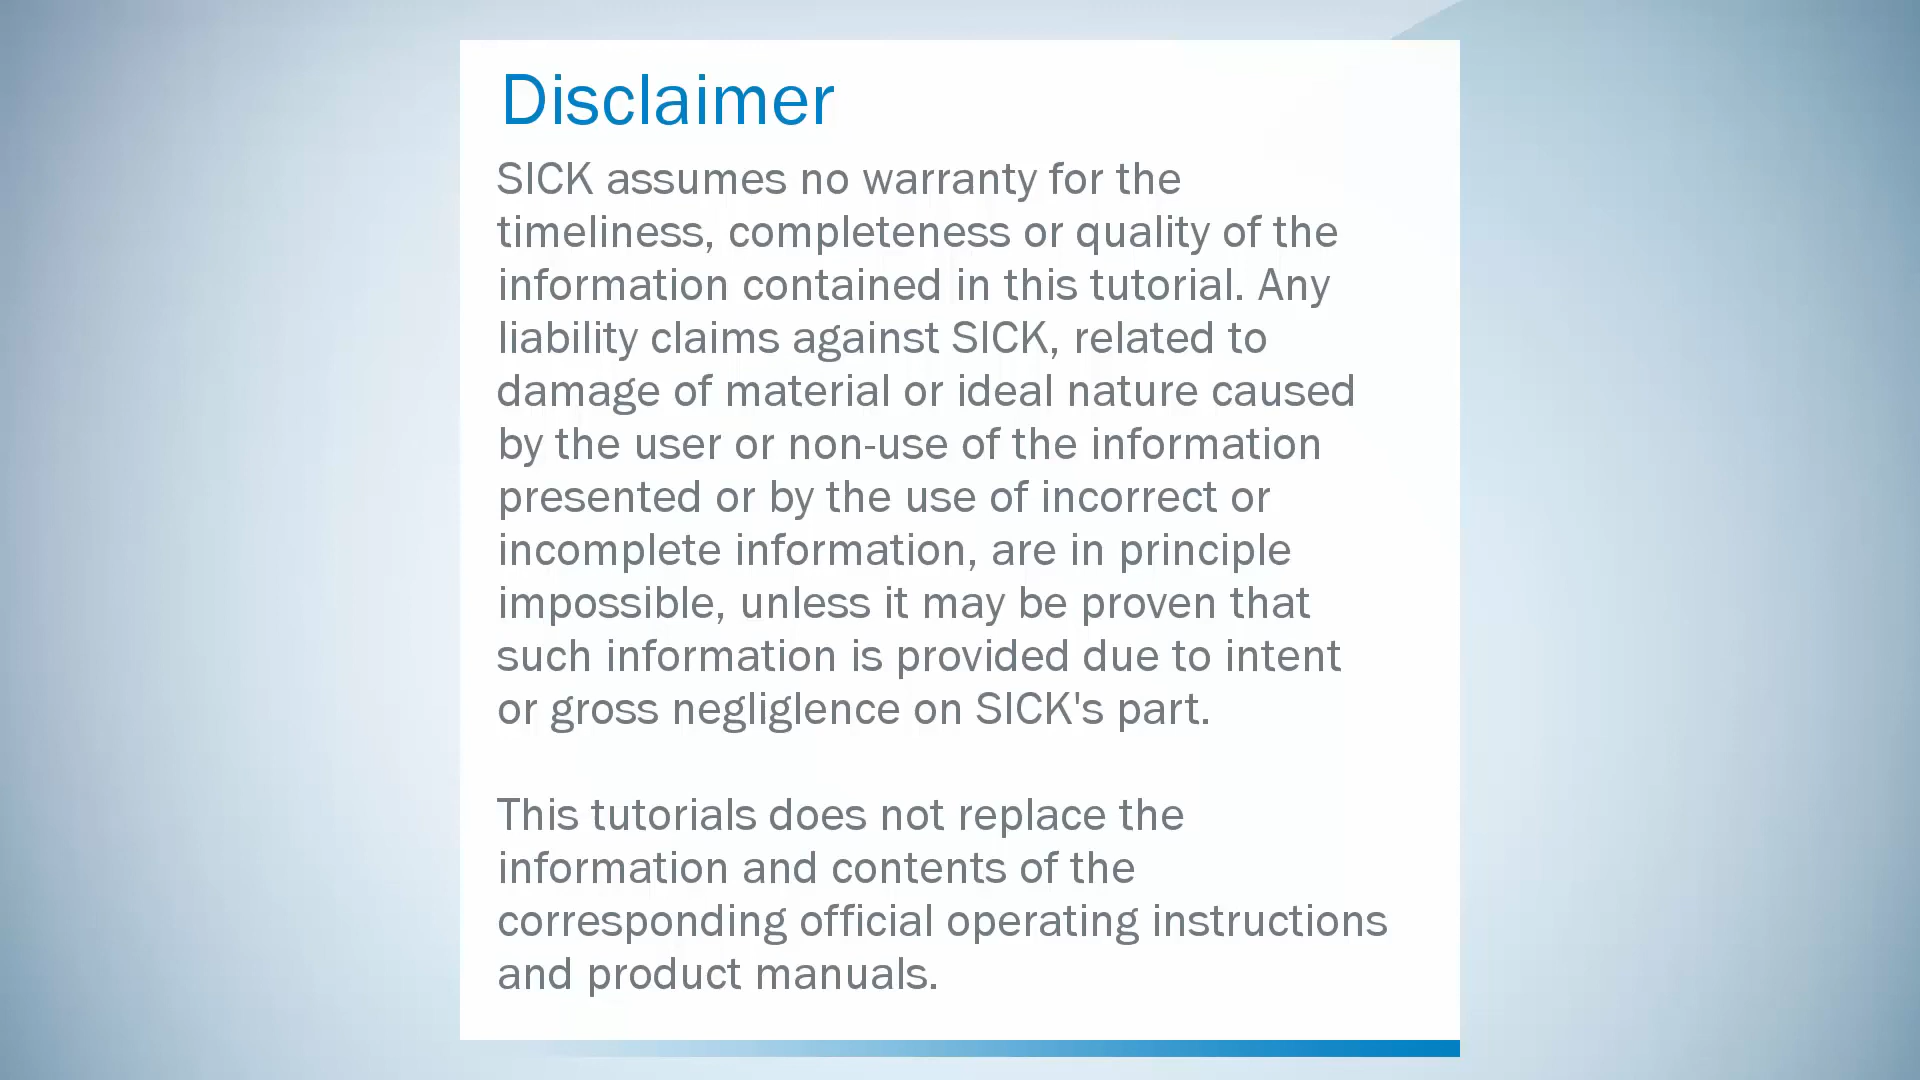 Disclaimer
SICK assumes no warranty for the
timeliness, completeness or quality of the
information contained in this tutorial. Any
liability claims against SICK, related to
damage of material or ideal nature caused
by the user or non-use of the information
presented or by the use of incorrect or
incomplete information, are in principle
impossible, unless it may be proven that
such information is provided due to intent
or gross negliglence on SICK's part.
This tutorials does not replace the
information and contents of the
corresponding official operating instructions
and product manuals.